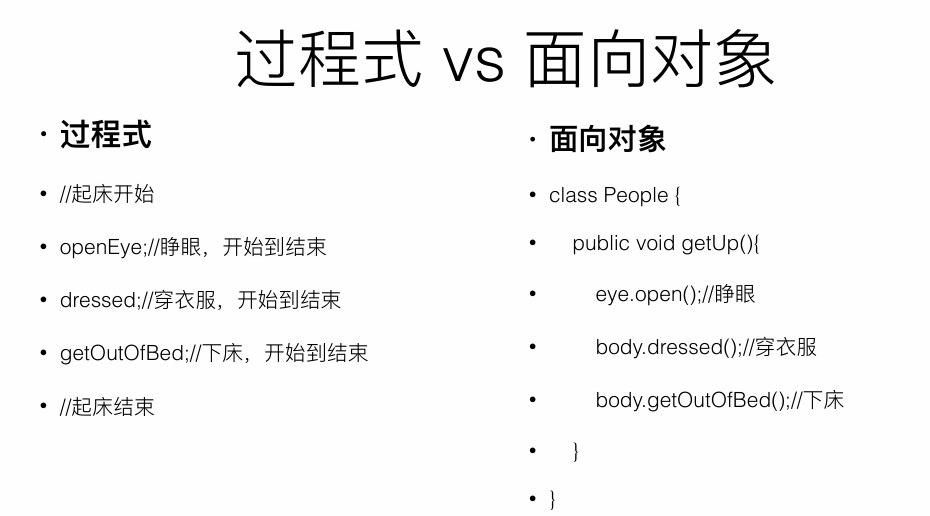 过程式 vs 面向对象
• 过程式
• //起床开始
• openEye;//睁眼，开始到结束
• dressed;//穿衣服，开始到结束
• getOutOfBed;//下床，开始到结束
• //起床结束
• 面向对象
• class People {
• public void getUp(){
• eye.open();//睁眼
• body.dressed();//穿衣服
• body.getOutOfBed();//下床
• }
• }